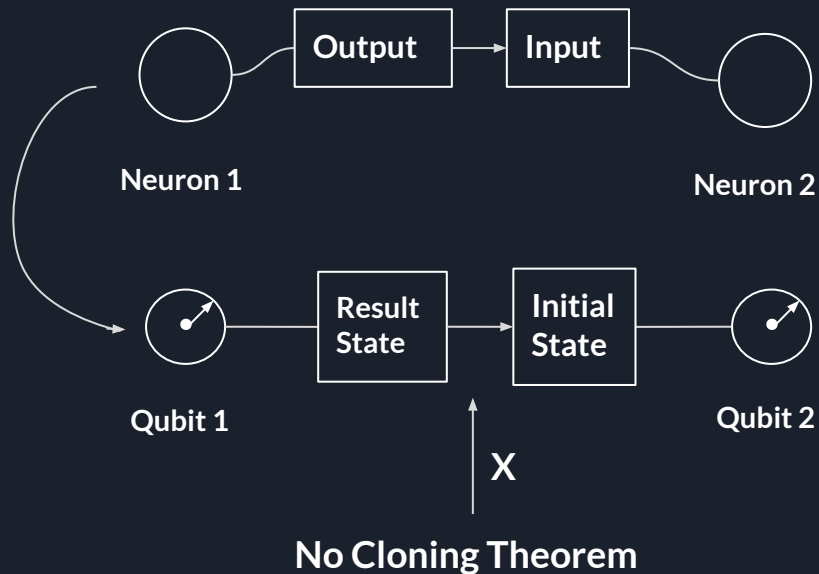 Output
Input
Neuron 1
Neuron 2
Result
State
Initial
State
Qubit 1
Qubit 2
X
No Cloning Theorem